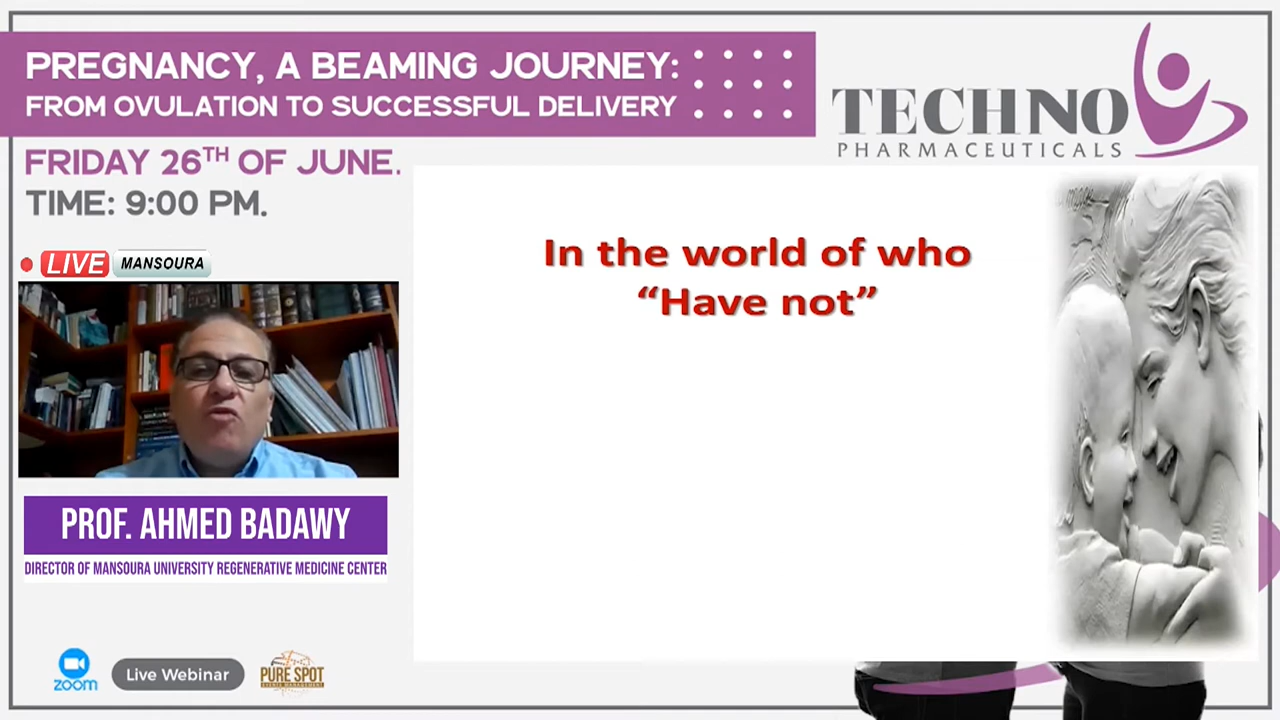 PREGNANCY, A BEAMING JOURNEY:
FROM OVULATION TO SUCCESSFUL DELIVERY
TECHNO
PHARMACEUTICALS
FRIDAY 26TH OF JUNE.
TIME: 9:00 PM.
LIVE MANSOURA
In the world of who
“Have not”
PROF. AHMED BADAWY
DIRECTOR OF MANSOURA UNIVERSITY REGENERATIVE MEDICINE CENTER
zoom
Live Webinar
PURE SPOT
EVENTS MANAGEMENT